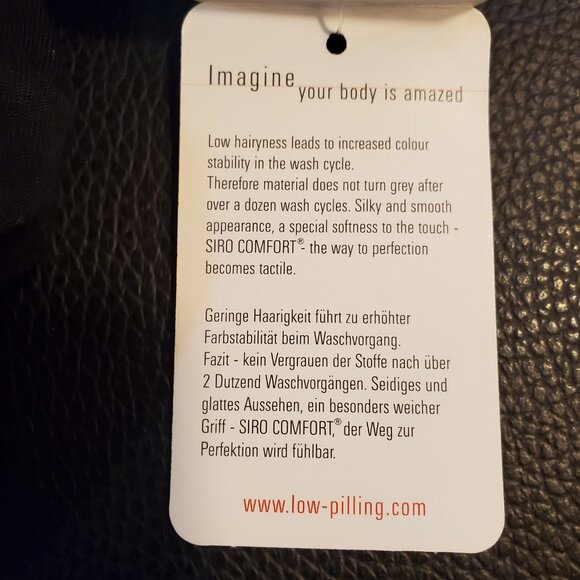 Imagine your body is amazed
Low hairyness leads to increased colour
stability in the wash cycle.
Therefore material does not turn grey after
over a dozen wash cycles. Silky and smooth
appearance, a special softness to the touch -
SIRO COMFORT®- the way to perfection
becomes tactile.
Geringe Haarigkeit führt zu erhöhter
Farbstabilität beim Waschvorgang.
Fazit - kein Vergrauen der Stoffe nach über
2 Dutzend Waschvorgängen. Seidiges und
glattes Aussehen, ein besonders weicher
Griff - SIRO COMFORT,® der Weg zur
Perfektion wird fühlbar.
www.low-pilling.com